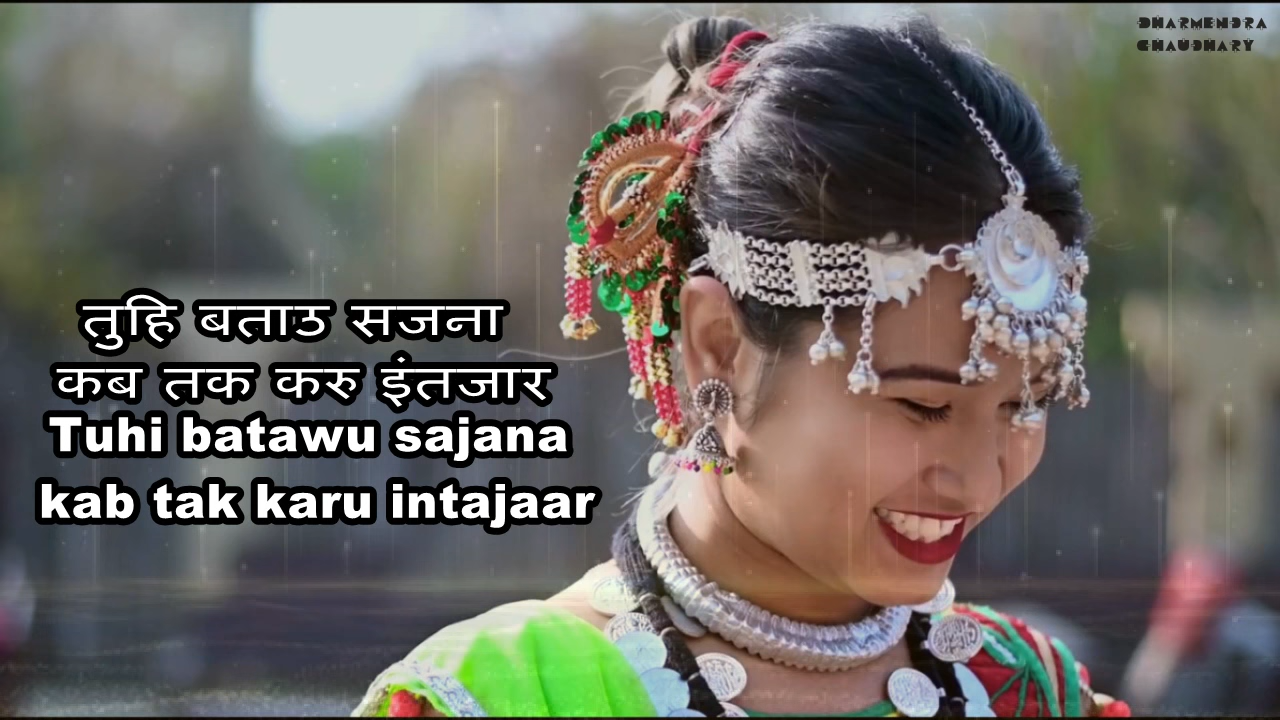 DHARMENDRA
CHAUDHARY
तुहि बताठ सजना
कब तक करु इंतजार
Tuhi batawu sajana
kab tak karu intajaar